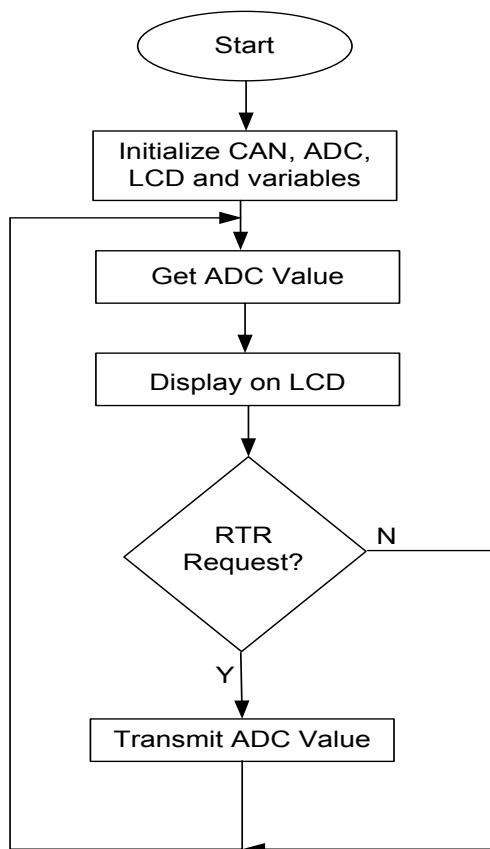 Start
Initialize CAN, ADC,
LCD and variables
Get ADC Value
Display on LCD
RTR
Request?
N
Y
Transmit ADC Value